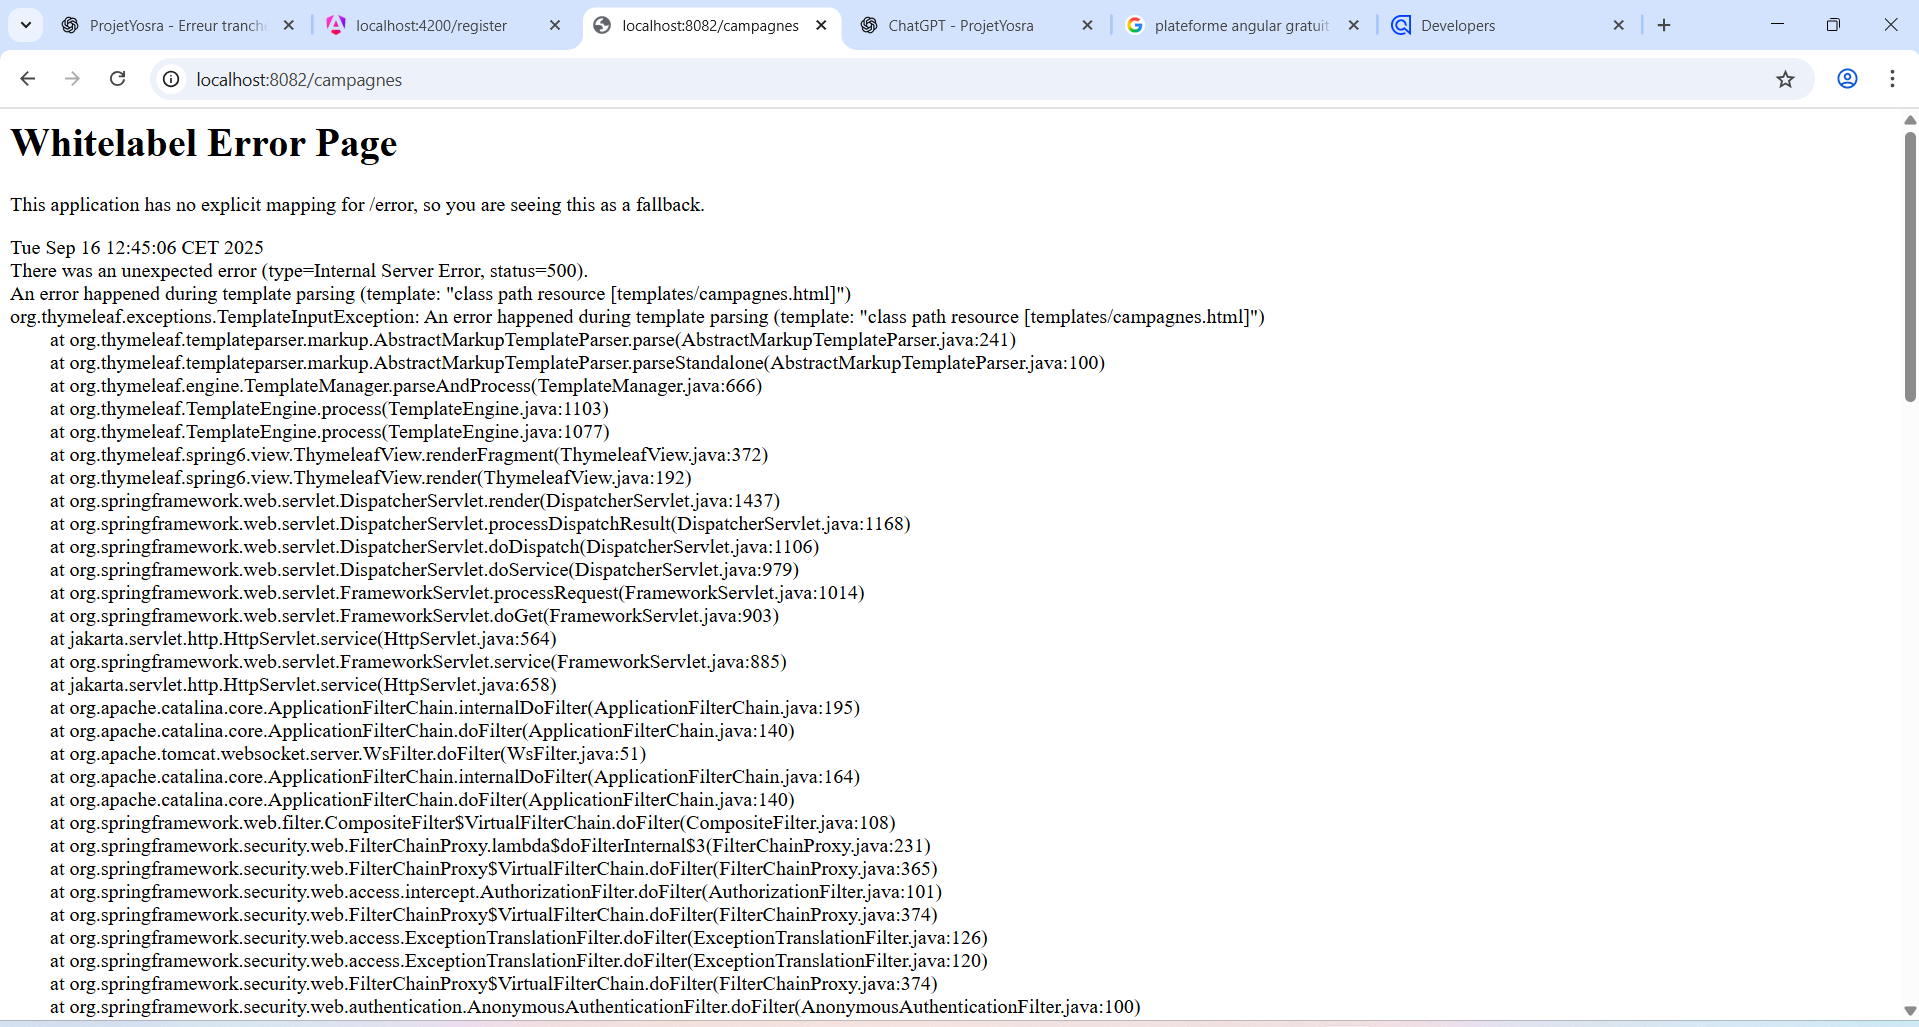 ProjetYosra - Erreur tranche
localhost:4200/register
localhost:8082/campagnes
ChatGPT - ProjetYosra
plateforme angular gratuit
Developers
localhost:8082/campagnes
Whitelabel Error Page
This application has no explicit mapping for /error, so you are seeing this as a fallback.
Tue Sep 16 12:45:06 CET 2025
There was an unexpected error (type=Internal Server Error, status=500).
An error happened during template parsing (template: "class path resource [templates/campagnes.html]")
org.thymeleaf.exceptions.TemplateInputException: An error happened during template parsing (template: "class path resource [templates/campagnes.html]")
at org.thymeleaf.templateparser.markup.AbstractMarkupTemplateParser.parse(AbstractMarkupTemplateParser.java:241)
at org.thymeleaf.templateparser.markup.AbstractMarkupTemplateParser.parseStandalone(AbstractMarkupTemplateParser.java:100)
at org.thymeleaf.engine.TemplateManager.parseAndProcess(TemplateManager.java:666)
at org.thymeleaf.TemplateEngine.process(TemplateEngine.java:1103)
at org.thymeleaf.TemplateEngine.process(TemplateEngine.java:1077)
at org.thymeleaf.spring6.view.ThymeleafView.renderFragment(ThymeleafView.java:372)
at org.thymeleaf.spring6.view.ThymeleafView.render(ThymeleafView.java:192)
at org.springframework.web.servlet.DispatcherServlet.render(DispatcherServlet.java:1437)
at org.springframework.web.servlet.DispatcherServlet.processDispatchResult(DispatcherServlet.java:1168)
at org.springframework.web.servlet.DispatcherServlet.doDispatch(DispatcherServlet.java:1106)
at org.springframework.web.servlet.DispatcherServlet.doService(DispatcherServlet.java:979)
at org.springframework.web.servlet.FrameworkServlet.processRequest(FrameworkServlet.java:1014)
at org.springframework.web.servlet.FrameworkServlet.doGet(FrameworkServlet.java:903)
at jakarta.servlet.http.HttpServlet.service(HttpServlet.java:564)
at org.springframework.web.servlet.FrameworkServlet.service(FrameworkServlet.java:885)
at jakarta.servlet.http.HttpServlet.service(HttpServlet.java:658)
at org.apache.catalina.core.ApplicationFilterChain.internalDoFilter(ApplicationFilterChain.java:195)
at org.apache.catalina.core.ApplicationFilterChain.doFilter(ApplicationFilterChain.java:140)
at org.apache.tomcat.websocket.server.WsFilter.doFilter(WsFilter.java:51)
at org.apache.catalina.core.ApplicationFilterChain.internalDoFilter(ApplicationFilterChain.java:164)
at org.apache.catalina.core.ApplicationFilterChain.doFilter(ApplicationFilterChain.java:140)
at org.springframework.web.filter.CompositeFilter$VirtualFilterChain.doFilter(CompositeFilter.java:108)
at org.springframework.security.web.FilterChainProxy.lambda$doFilterInternal$3(FilterChainProxy.java:231)
at org.springframework.security.web.FilterChainProxy$VirtualFilterChain.doFilter(FilterChainProxy.java:365)
at org.springframework.security.web.access.intercept.AuthorizationFilter.doFilter(AuthorizationFilter.java:101)
at org.springframework.security.web.FilterChainProxy$VirtualFilterChain.doFilter(FilterChainProxy.java:374)
at org.springframework.security.web.access.ExceptionTranslationFilter.doFilter(ExceptionTranslationFilter.java:126)
at org.springframework.security.web.access.ExceptionTranslationFilter.doFilter(ExceptionTranslationFilter.java:120)
at org.springframework.security.web.FilterChainProxy$VirtualFilterChain.doFilter(FilterChainProxy.java:374)
at org.springframework.security.web.authentication.AnonymousAuthenticationFilter.doFilter(AnonymousAuthenticationFilter.java:100)